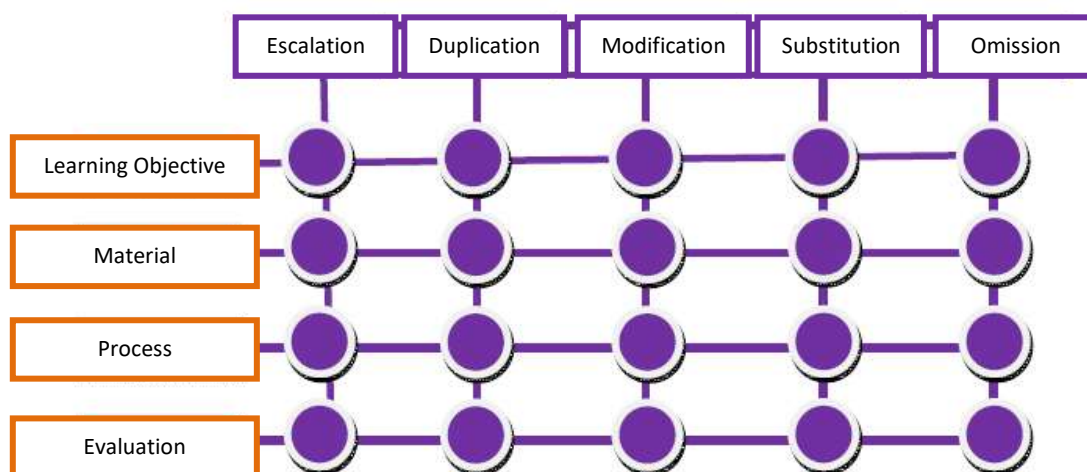 Escalation
Duplication
Modification
Substitution
Omission
Learning Objective
Material
Process
Evaluation